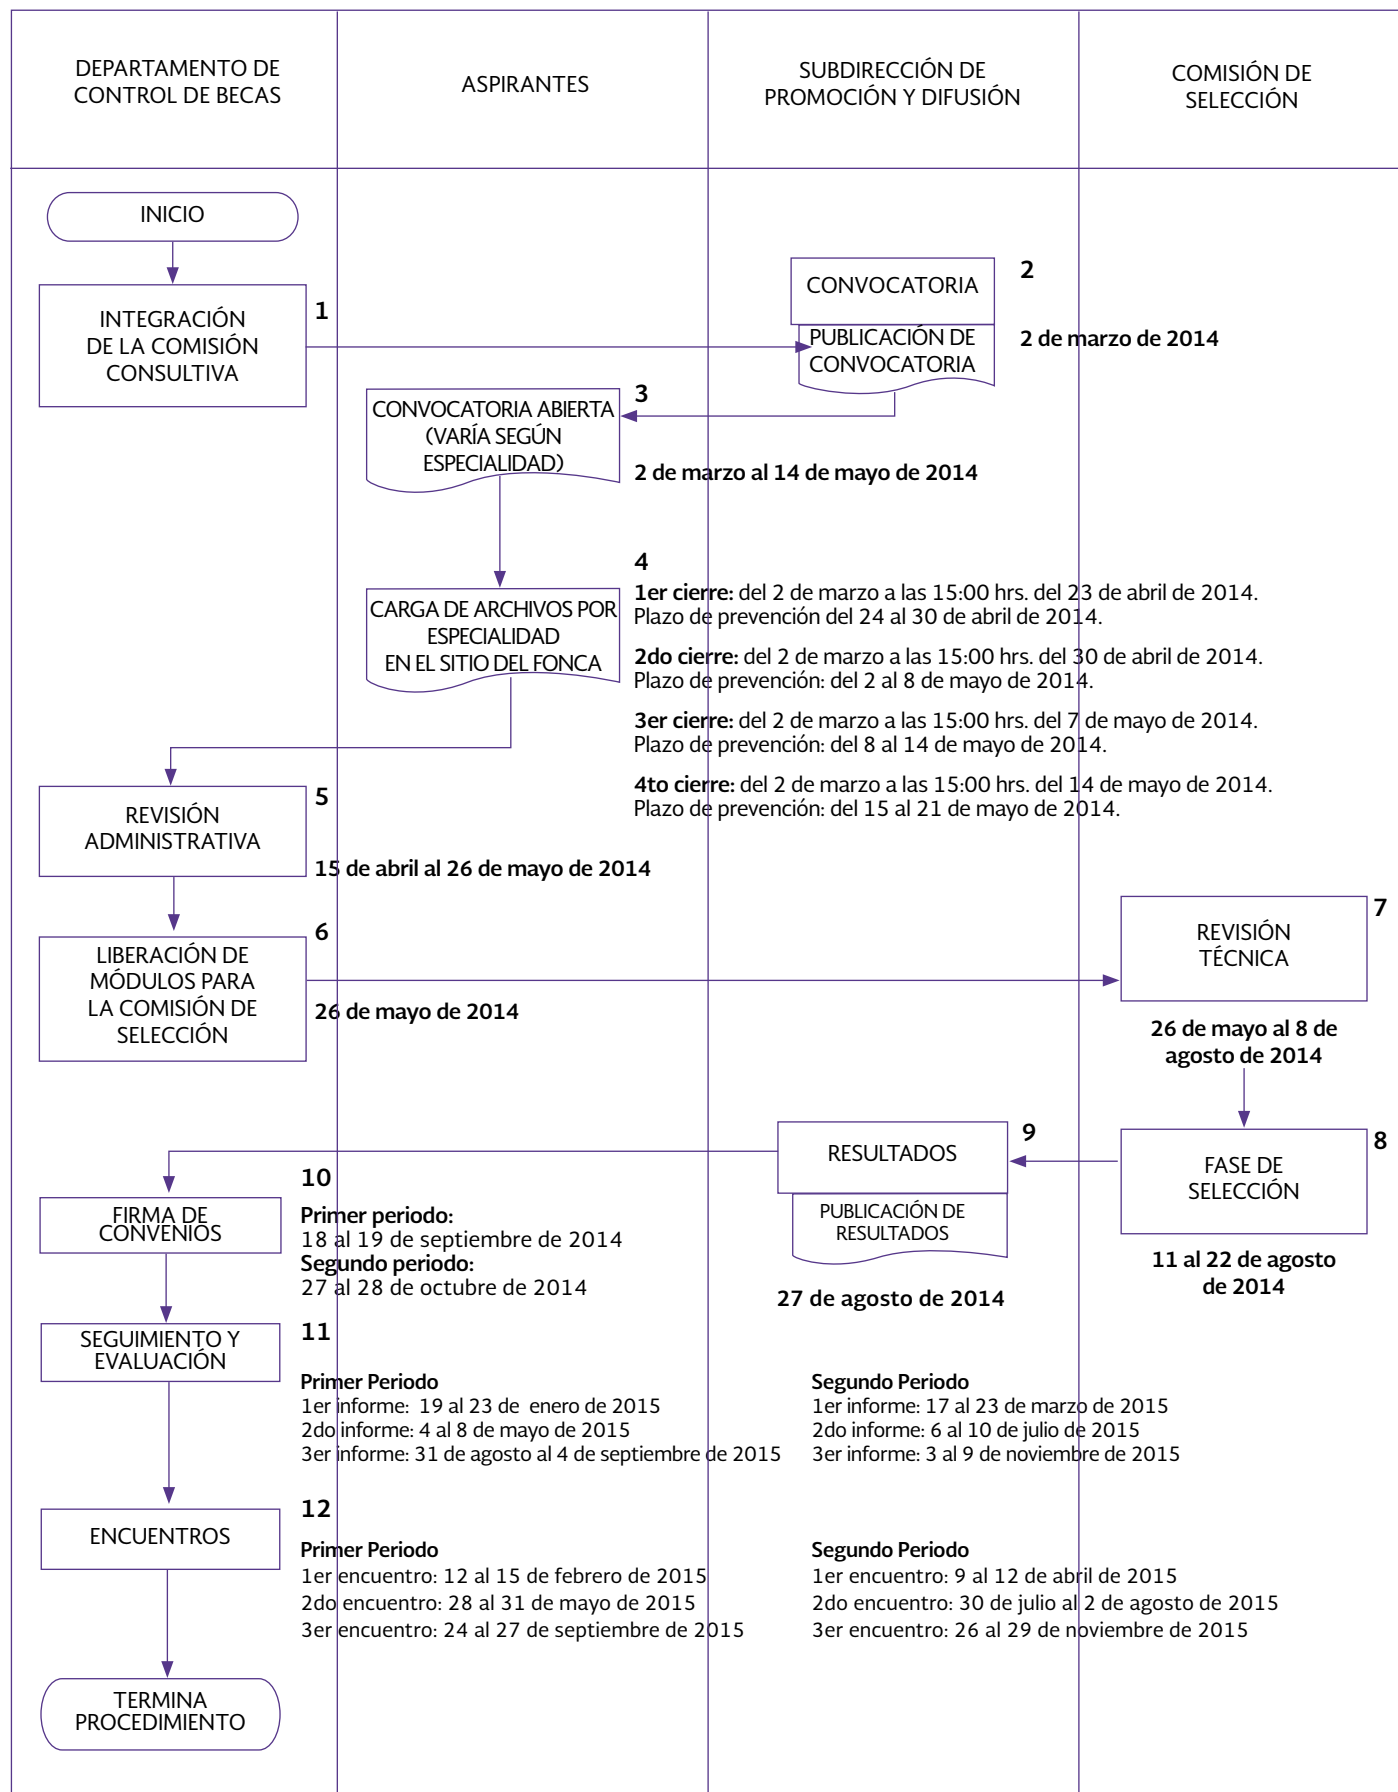 DEPARTAMENTO DE
CONTROL DE BECAS
ASPIRANTES
SUBDIRECCIÓN DE
PROMOCIÓN Y DIFUSIÓN
COMISIÓN DE
SELECCIÓN
INICIO
1
INTEGRACIÓN
DE LA COMISIÓN
CONSULTIVA
2
CONVOCATORIA
PUBLICACIÓN DE
CONVOCATORIA
2 de marzo de 2014
3
CONVOCATORIA ABIERTA
(VARÍA SEGÚN
ESPECIALIDAD)
2 de marzo al 14 de mayo de 2014
4
CARGA DE ARCHIVOS POR
ESPECIALIDAD
EN EL SITIO DEL FONCA
1er cierre: del 2 de marzo a las 15:00 hrs. del 23 de abril de 2014.
Plazo de prevención del 24 al 30 de abril de 2014.
2do cierre: del 2 de marzo a las 15:00 hrs. del 30 de abril de 2014.
Plazo de prevención: del 2 al 8 de mayo de 2014.
3er cierre: del 2 de marzo a las 15:00 hrs. del 7 de mayo de 2014.
Plazo de prevención: del 8 al 14 de mayo de 2014.
4to cierre: del 2 de marzo a las 15:00 hrs. del 14 de mayo de 2014.
Plazo de prevención: del 15 al 21 de mayo de 2014.
5
REVISIÓN
ADMINISTRATIVA
15 de abril al 26 de mayo de 2014
6
LIBERACIÓN DE
MÓDULOS PARA
LA COMISIÓN DE
SELECCIÓN
26 de mayo de 2014
7
REVISIÓN
TÉCNICA
26 de mayo al 8 de
agosto de 2014
8
FASE DE
SELECCIÓN
11 al 22 de agosto
de 2014
9
RESULTADOS
PUBLICACIÓN DE
RESULTADOS
27 de agosto de 2014
10
FIRMA DE
CONVENIOS
Primer periodo:
18 al 19 de septiembre de 2014
Segundo periodo:
27 al 28 de octubre de 2014
11
SEGUIMIENTO Y
EVALUACIÓN
Primer Periodo
1er informe: 19 al 23 de enero de 2015
2do informe: 4 al 8 de mayo de 2015
3er informe: 31 de agosto al 4 de septiembre de 2015
Segundo Periodo
1er informe: 17 al 23 de marzo de 2015
2do informe: 6 al 10 de julio de 2015
3er informe: 3 al 9 de noviembre de 2015
12
ENCUENTROS
Primer Periodo
1er encuentro: 12 al 15 de febrero de 2015
2do encuentro: 28 al 31 de mayo de 2015
3er encuentro: 24 al 27 de septiembre de 2015
Segundo Periodo
1er encuentro: 9 al 12 de abril de 2015
2do encuentro: 30 de julio al 2 de agosto de 2015
3er encuentro: 26 al 29 de noviembre de 2015
TERMINA
PROCEDIMIENTO